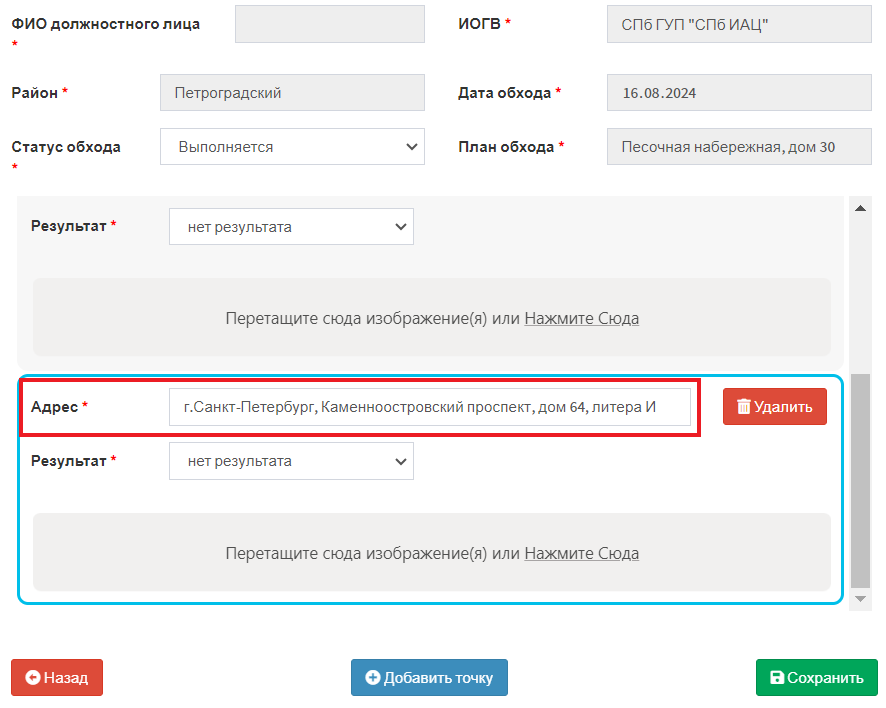 ФИО должностного лица *
ИОГВ *
СПб ГУП "СПб ИАЦ"
Район *
Петроградский
Дата обхода *
16.08.2024
Статус обхода *
Выполняется
План обхода *
Песочная набережная, дом 30
Результат *
нет результата
Перетащите сюда изображение(я) или Нажмите Сюда
Адрес *
г.Санкт-Петербург, Каменноостровский проспект, дом 64, литера И
Удалить
Результат *
нет результата
Перетащите сюда изображение(я) или Нажмите Сюда
Назад
Добавить точку
Сохранить